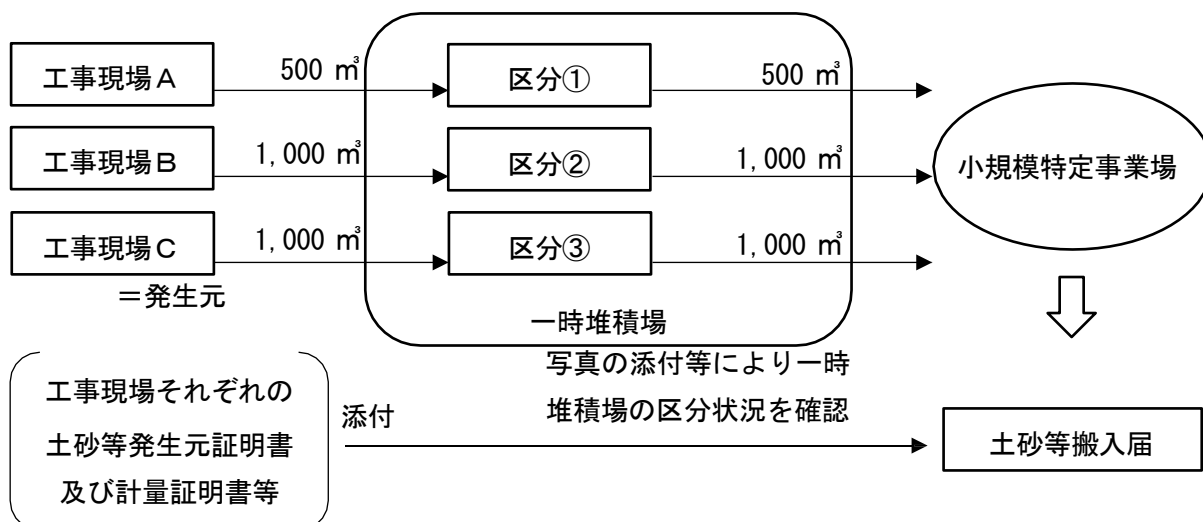 工事現場A
500 ㎥
区分①
500 ㎥
工事現場B
1,000 ㎥
区分②
1,000 ㎥
小規模特定事業場
工事現場C
1,000 ㎥
区分③
1,000 ㎥
＝発生元
一時堆積場
写真の添付等により一時
堆積場の区分状況を確認
工事現場それぞれの
土砂等発生元証明書
及び計量証明書等
添付
土砂等搬入届